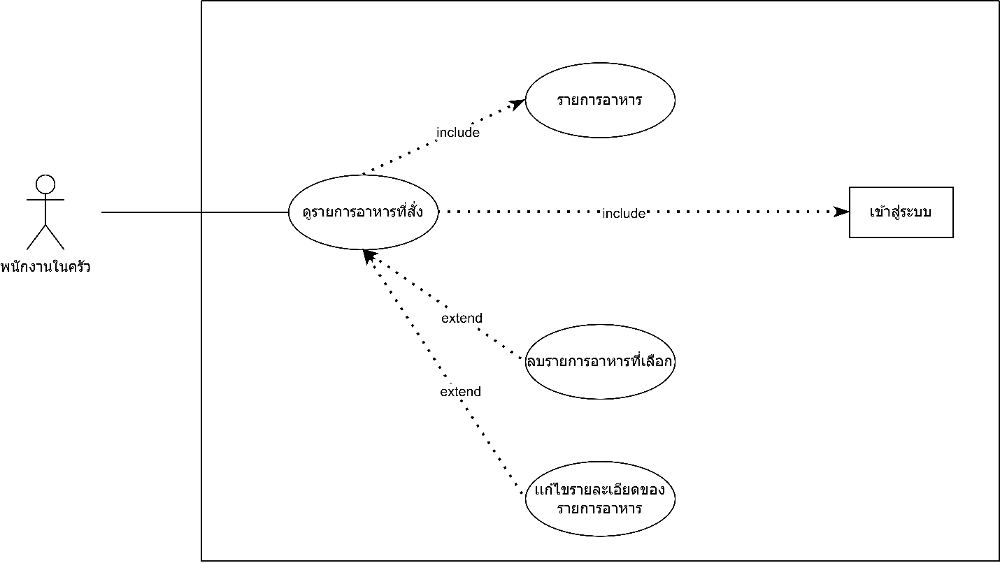 รายการอาหาร
include
ดูรายการอาหารที่สั่ง
include
เข้าสู่ระบบ
พนักงานในครัว
extend
ลบรายการอาหารที่เลือก
extend
แก้ไขรายละเอียดของ
รายการอาหาร